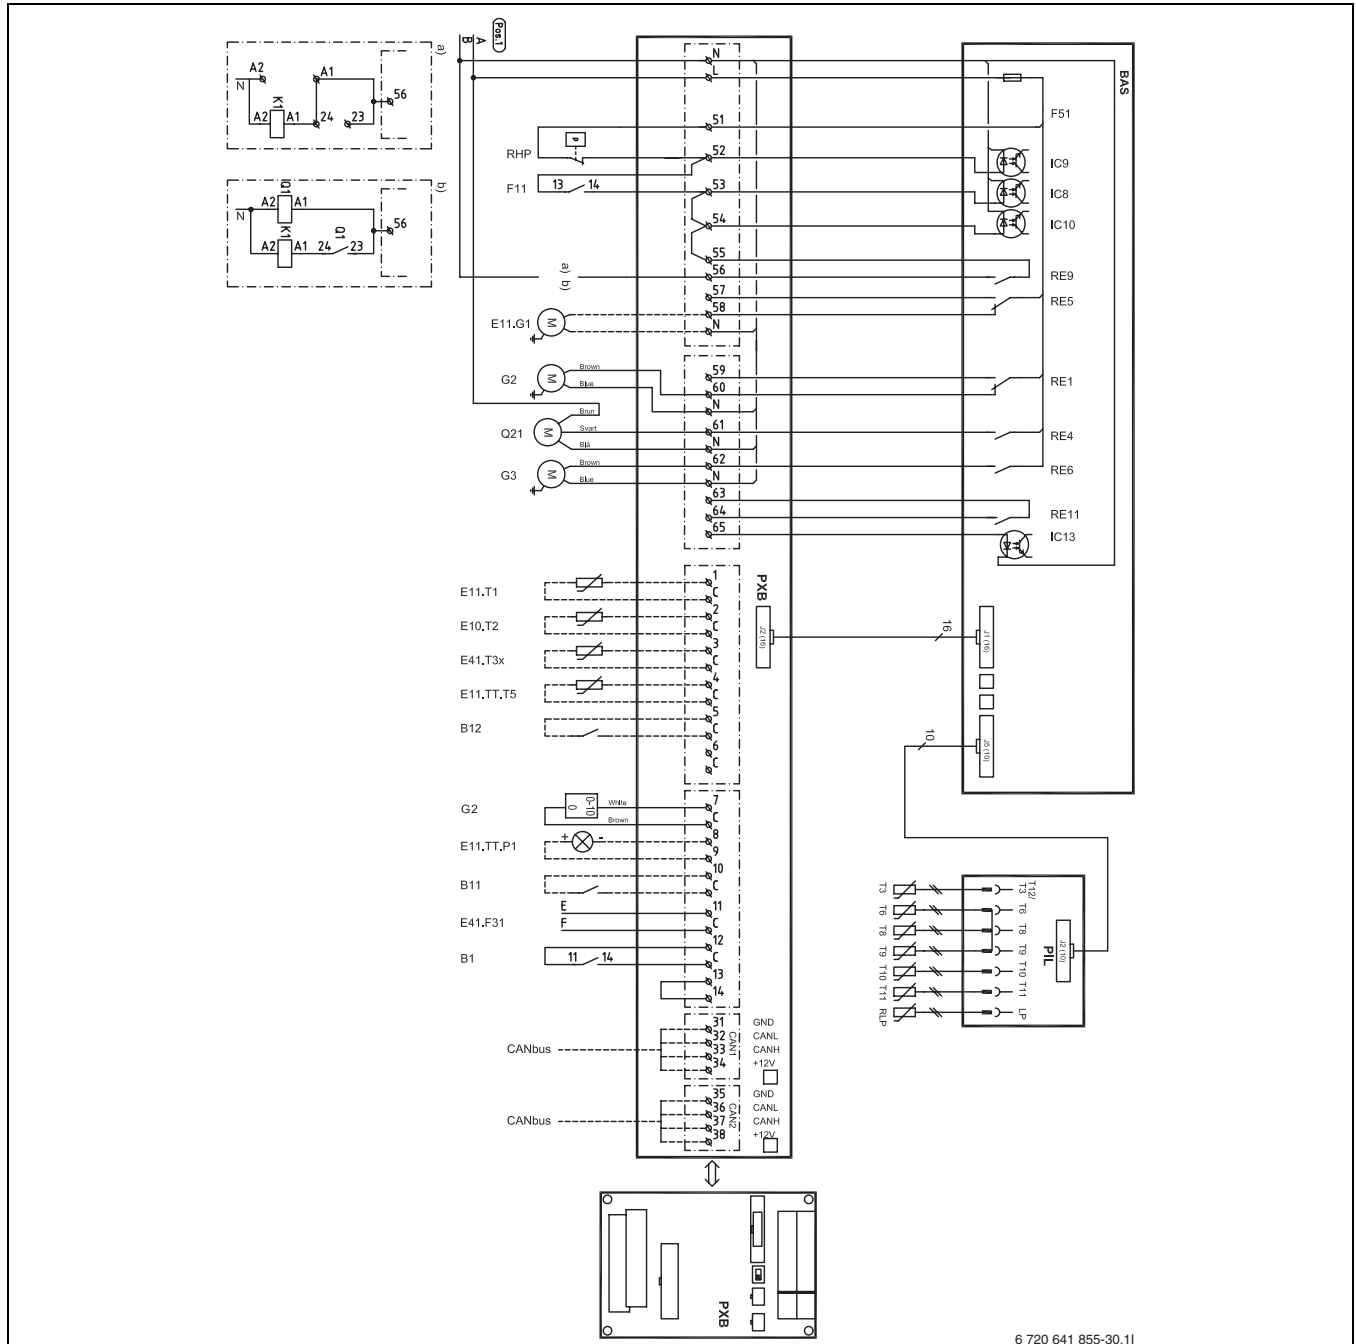 Pos.1
A
B
a)
A2
A1
N
K1
A2
A1
24
23
56
b)
Q1
A2
A1
N
K1
Q1
A2
A1
24
23
56
N
L
51
RHP
P
52
F11
13
14
53
54
55
a) b)
56
57
58
E11.G1
M
N
BAS
F51
IC9
IC8
IC10
RE9
RE5
G2
M
Brown
Blue
59
60
N
RE1
Q21
M
Brun
Svart
Blå
61
N
RE4
G3
M
Brown
Blue
62
N
RE6
63
64
65
RE11
IC13
PXB
J2 (16)
16
J1 (16)
E11.T1
1
C
E10.T2
2
C
E41.T3x
3
C
E11.TT.T5
4
C
B12
5
C
6
C
10
J5 (10)
G2
0-10
0
White
Brown
7
C
E11.TT.P1
+
-
8
9
B11
10
C
E41.F31
E
F
11
C
B1
11
14
12
C
13
14
T3
T6
T8
T9
T10
T11
RLP
T12/
T3
T6
T8
T9
T10
T11
LP
J2 (10)
PIL
CANbus
31
32
33
34
CAN1
GND
CANL
CANH
+12V
CANbus
35
36
37
38
CAN2
GND
CANL
CANH
+12V
PXB
6 720 641 855-30.1I